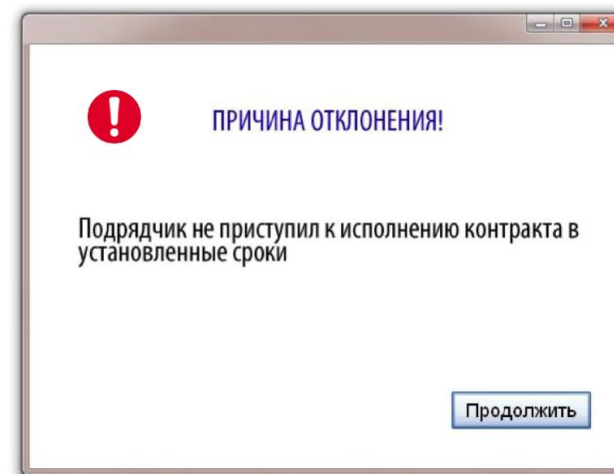 ПРИЧИНА ОТКЛОНЕНИЯ!
Подрядчик не приступил к исполнению контракта в
установленные сроки
Продолжить